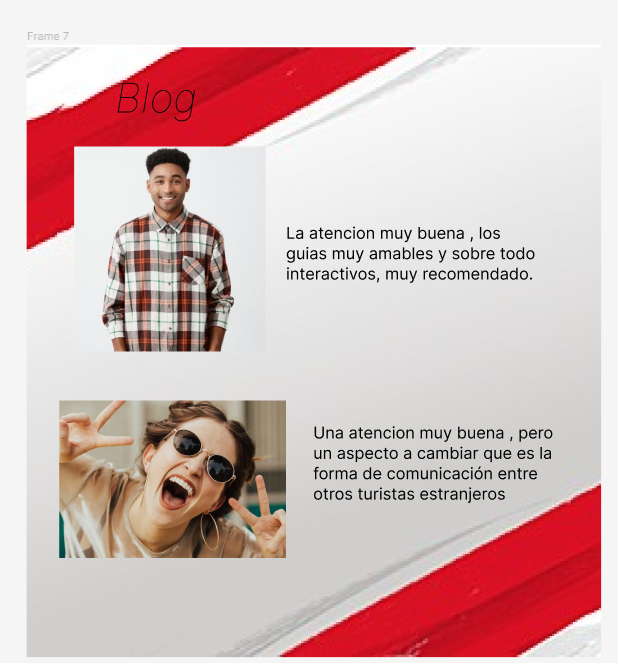 Frame 7
Blog
La atencion muy buena , los
guias muy amables y sobre todo
interactivos, muy recomendado.
Una atencion muy buena , pero
un aspecto a cambiar que es la
forma de comunicación entre
otros turistas estranjeros